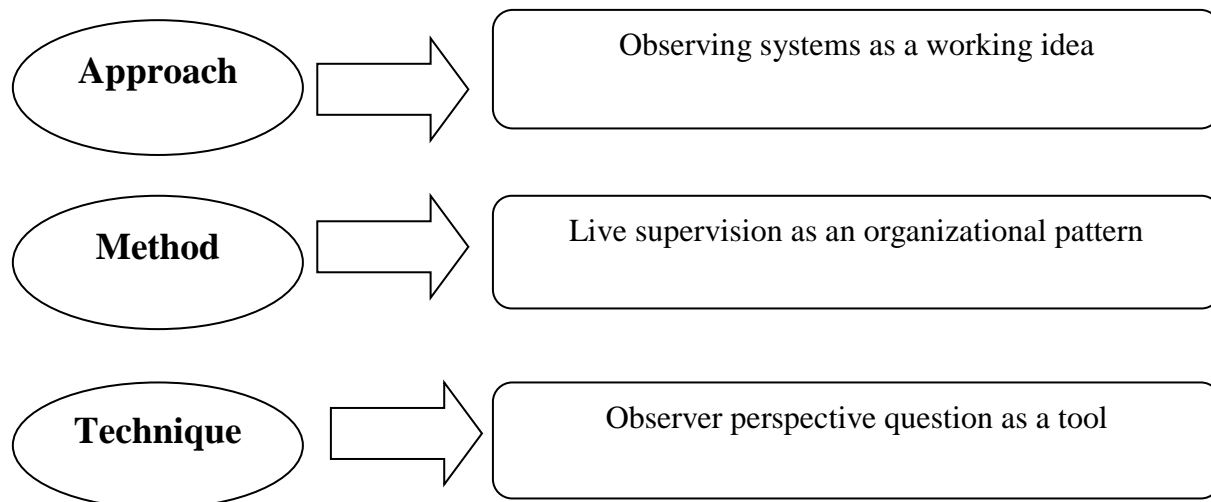 Approach
Observing systems as a working idea
Method
Live supervision as an organizational pattern
Technique
Observer perspective question as a tool